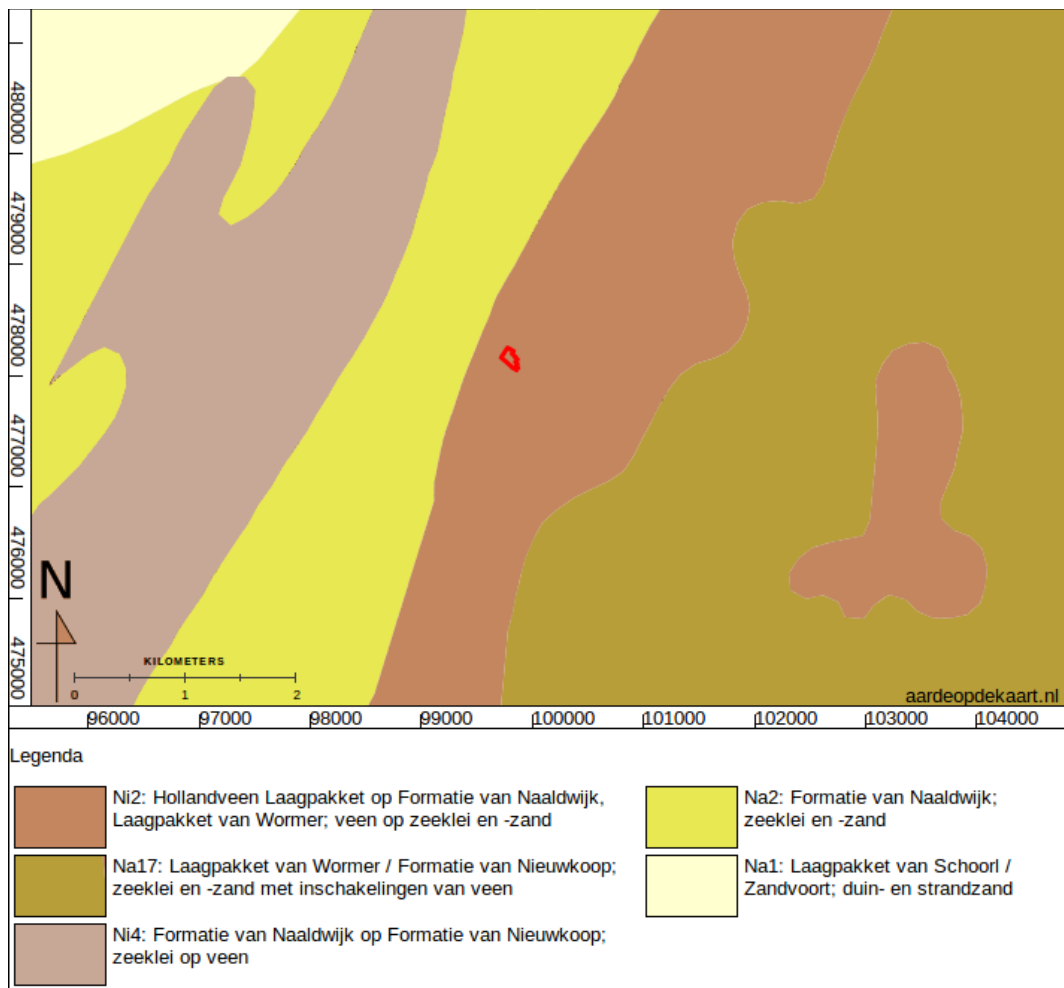 480000
479000
478000
477000
476000
475000
N
KILOMETERS
0 1 2
aardeopdekaart.nl
96000 97000 98000 99000 100000 101000 102000 103000 104000
Legenda
Ni2: Hollandveen Laagpakket op Formatie van Naaldwijk,
Laagpakket van Wormer; veen op zeeklei en -zand
Na17: Laagpakket van Wormer / Formatie van Nieuwkoop;
zeeklei en -zand met inschakelingen van veen
Ni4: Formatie van Naaldwijk op Formatie van Nieuwkoop;
zeeklei op veen
Na2: Formatie van Naaldwijk;
zeeklei en -zand
Na1: Laagpakket van Schoorl /
Zandvoort; duin- en strandzand